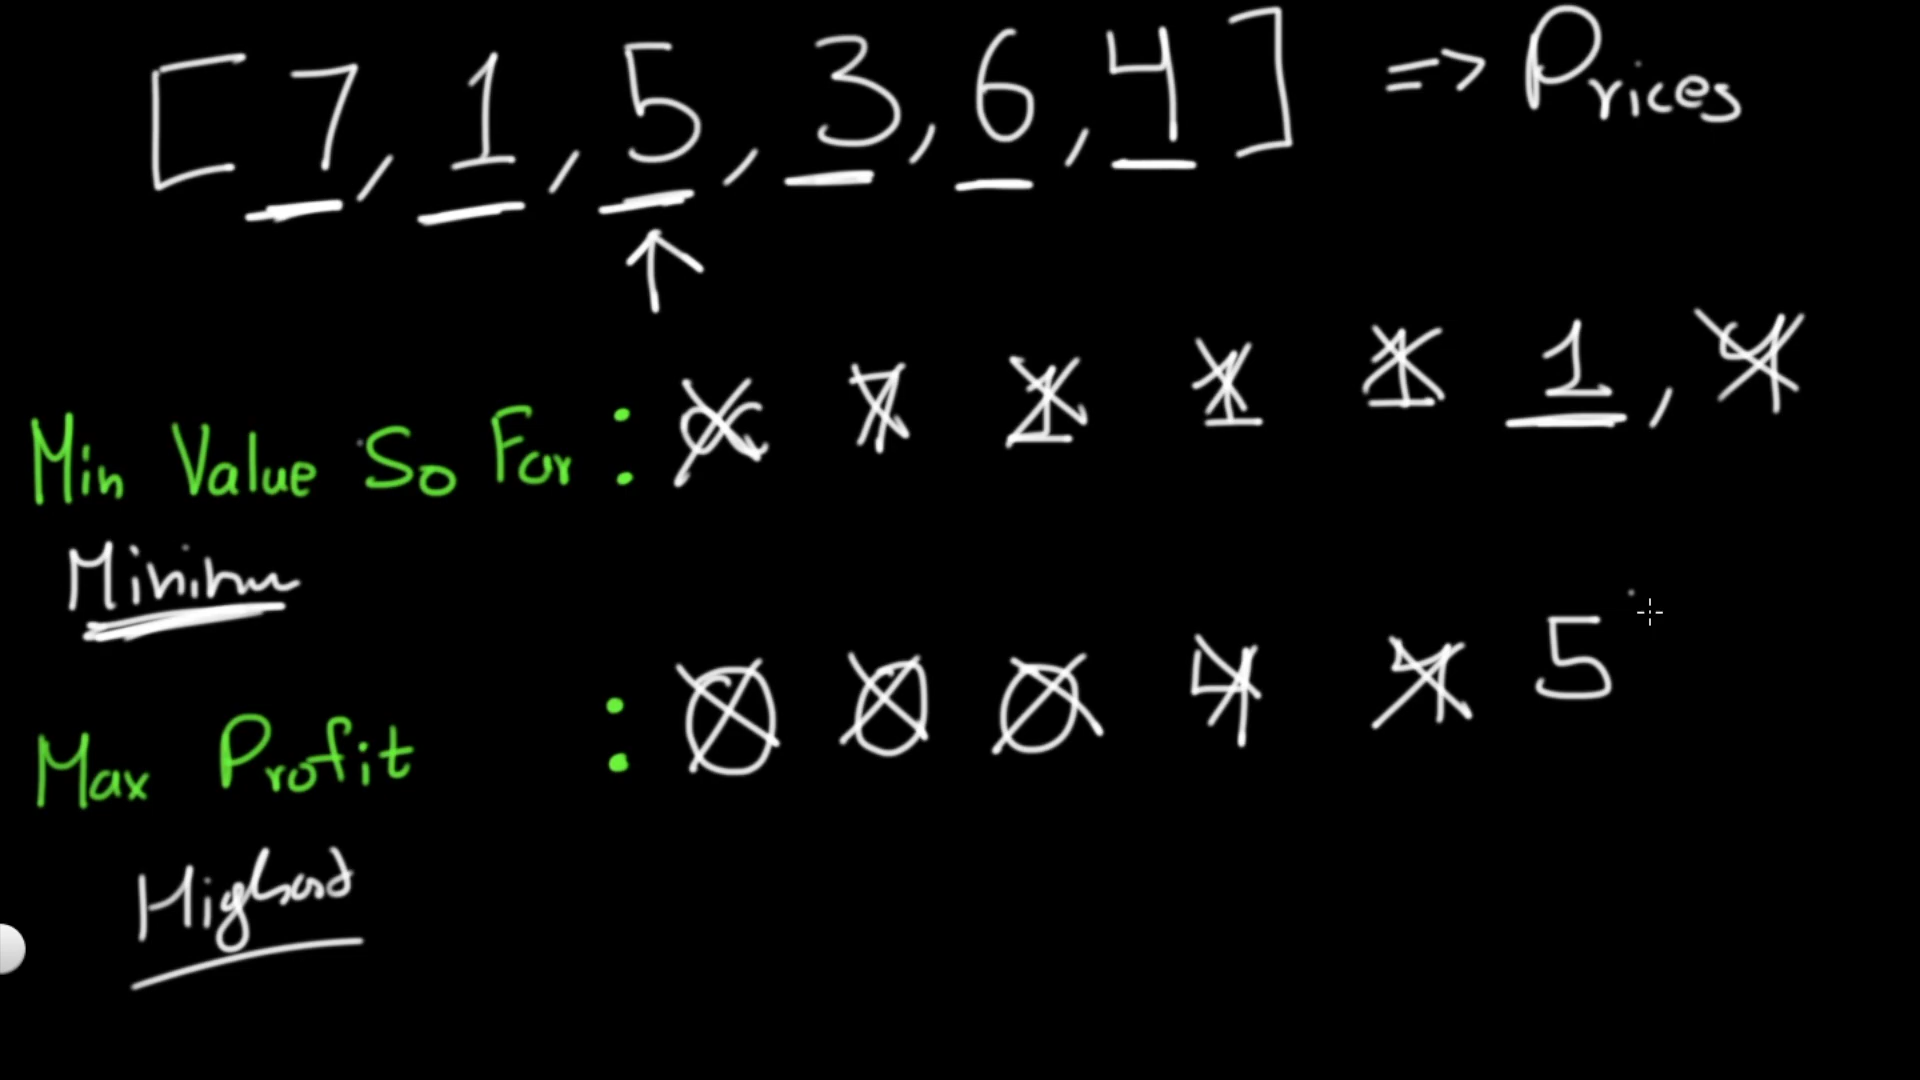 [7, 1, 5, 3, 6, 4] => Prices
Min Value So Far : ∝ 7 1 1 1 1, 4
Minimum
Max Profit : 0 0 0 4 4 5
Highest